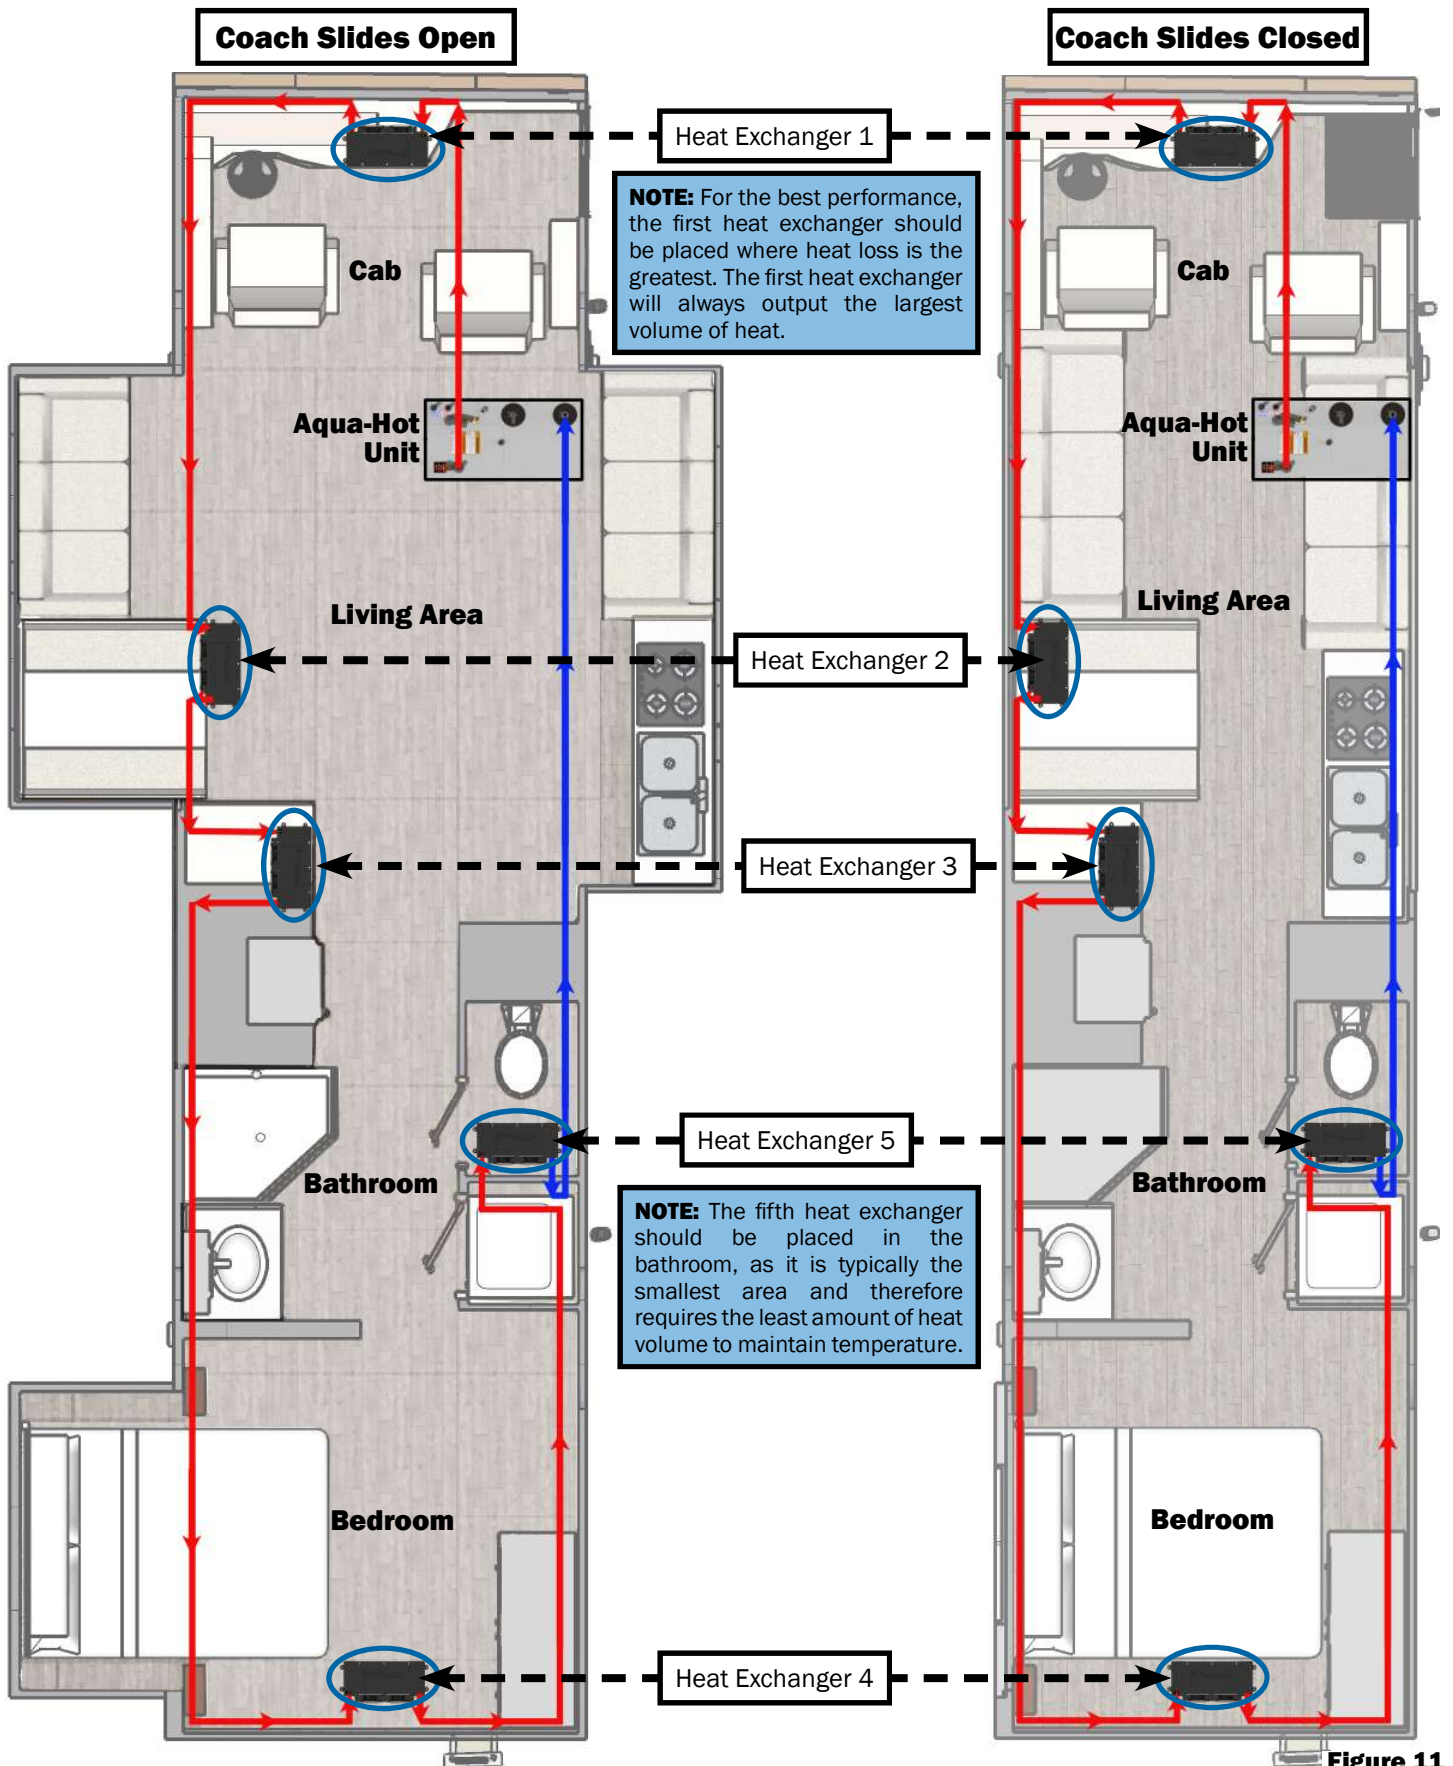 Coach Slides Open
Coach Slides Closed
Heat Exchanger 1
NOTE: For the best performance,
the first heat exchanger should
be placed where heat loss is the
greatest. The first heat exchanger
will always output the largest
volume of heat.
Cab
Cab
Aqua-Hot
Unit
Aqua-Hot
Unit
Living Area
Living Area
Heat Exchanger 2
Heat Exchanger 3
Heat Exchanger 5
Bathroom
Bathroom
NOTE: The fifth heat exchanger
should be placed in the
bathroom, as it is typically the
smallest area and therefore
requires the least amount of heat
volume to maintain temperature.
Bedroom
Bedroom
Heat Exchanger 4
Figure 11